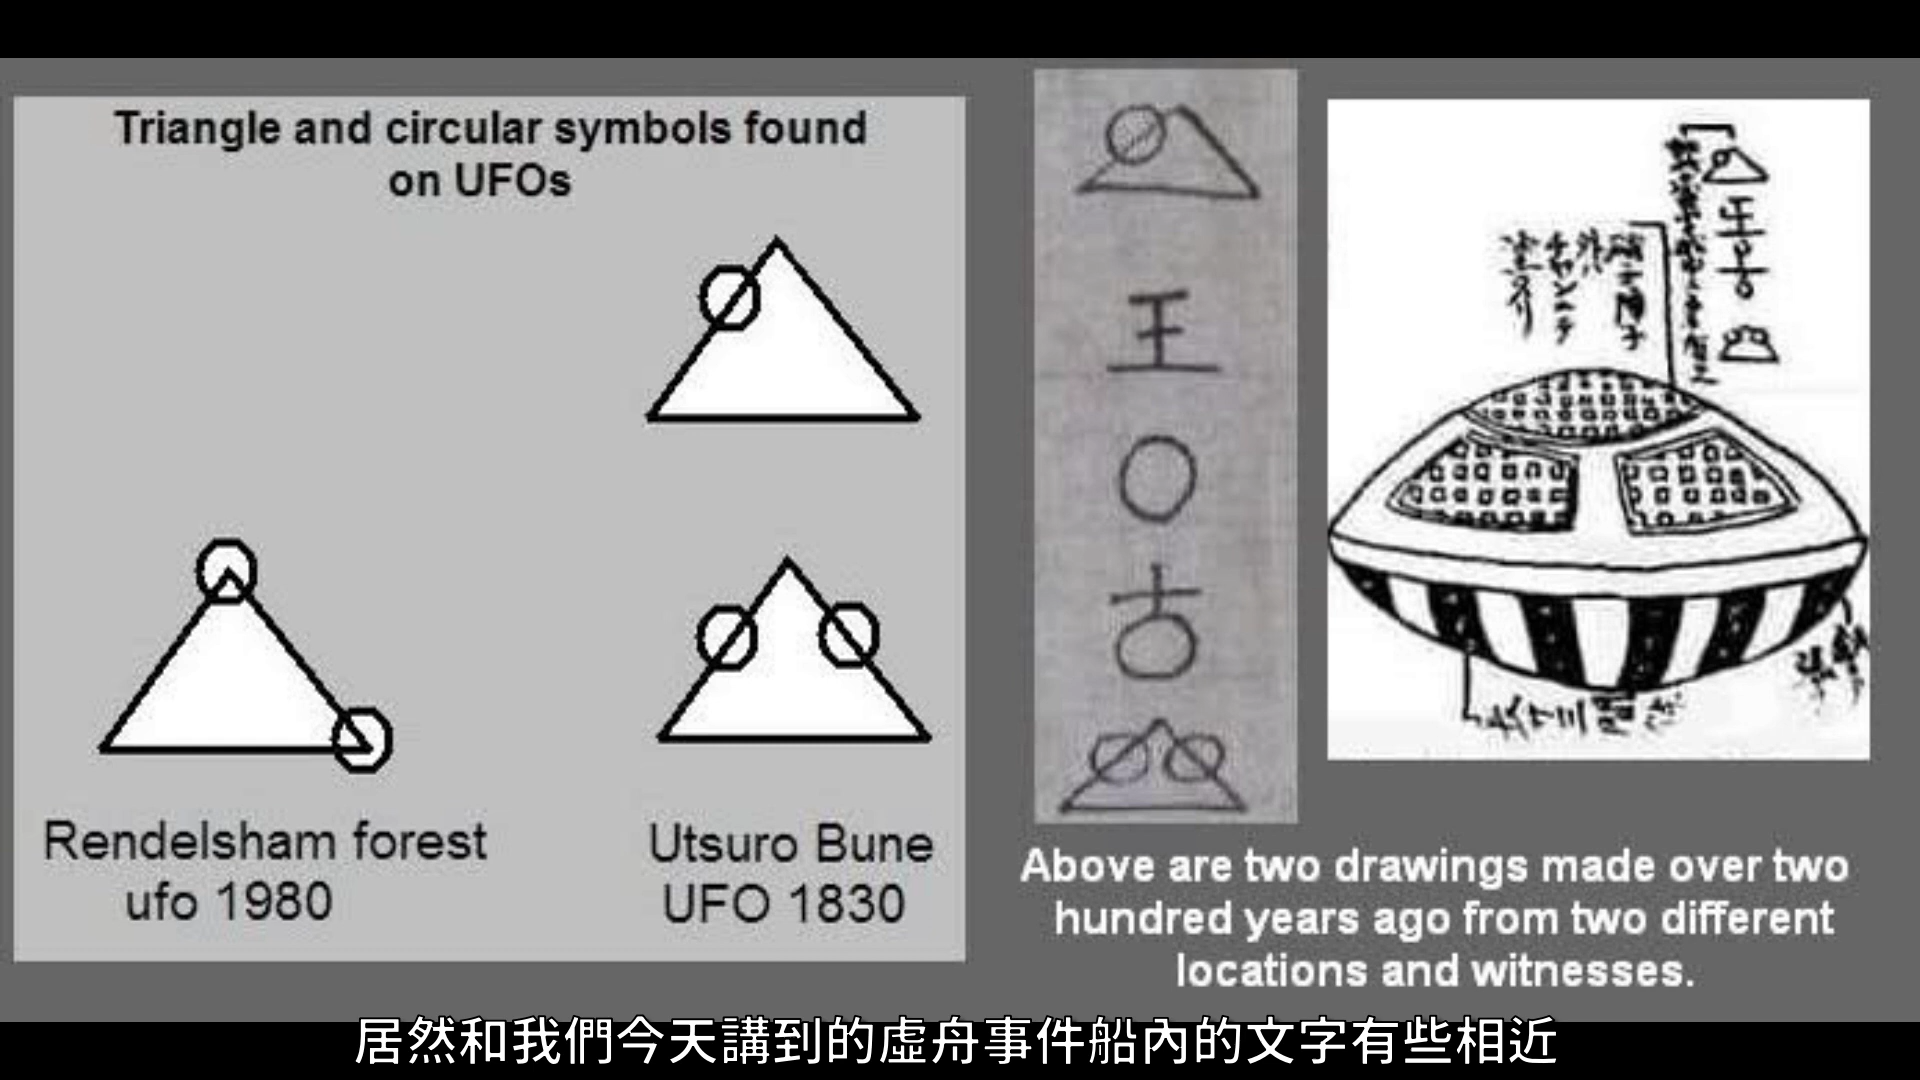 Triangle and circular symbols found
on UFOs
Rendelsham forest
ufo 1980
Utsuro Bune
UFO 1830
王
古
Above are two drawings made over two
hundred years ago from two different
locations and witnesses.
居然和我們今天講到的虛舟事件船內的文字有些相近